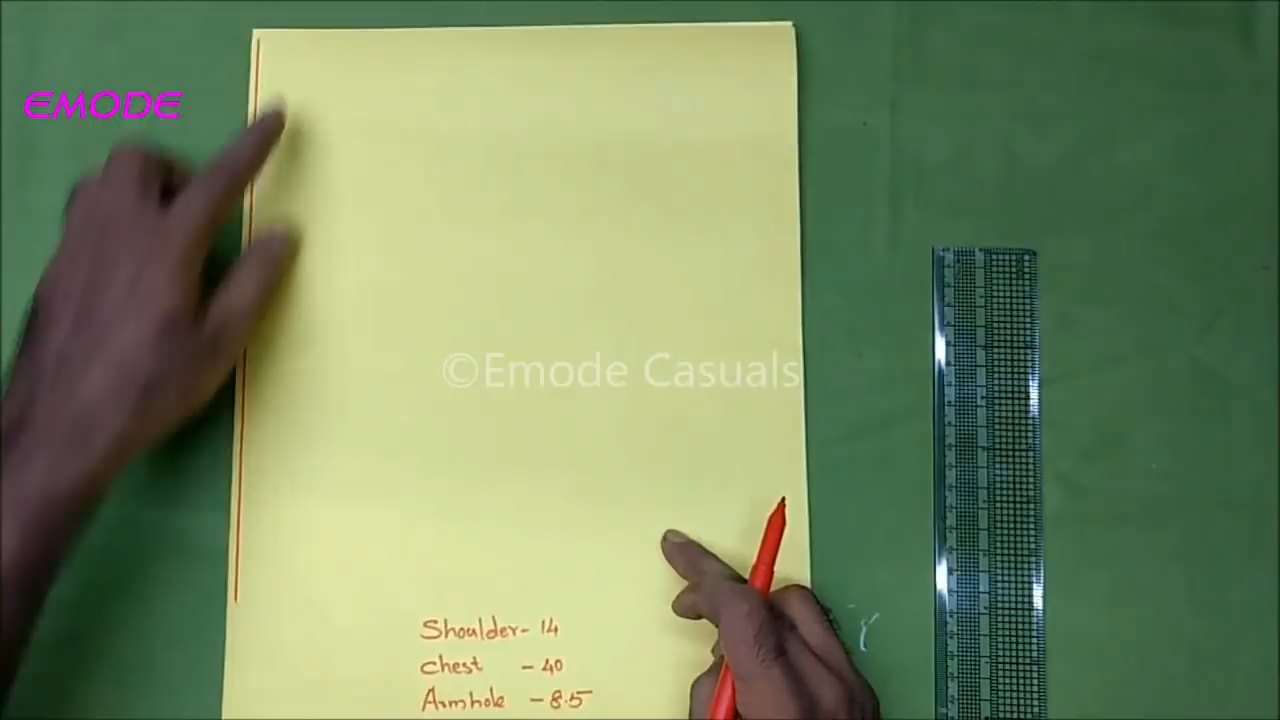 EMODE
©Emode Casuals
Shoulder- 14
chest - 40
Armhole - 8.5